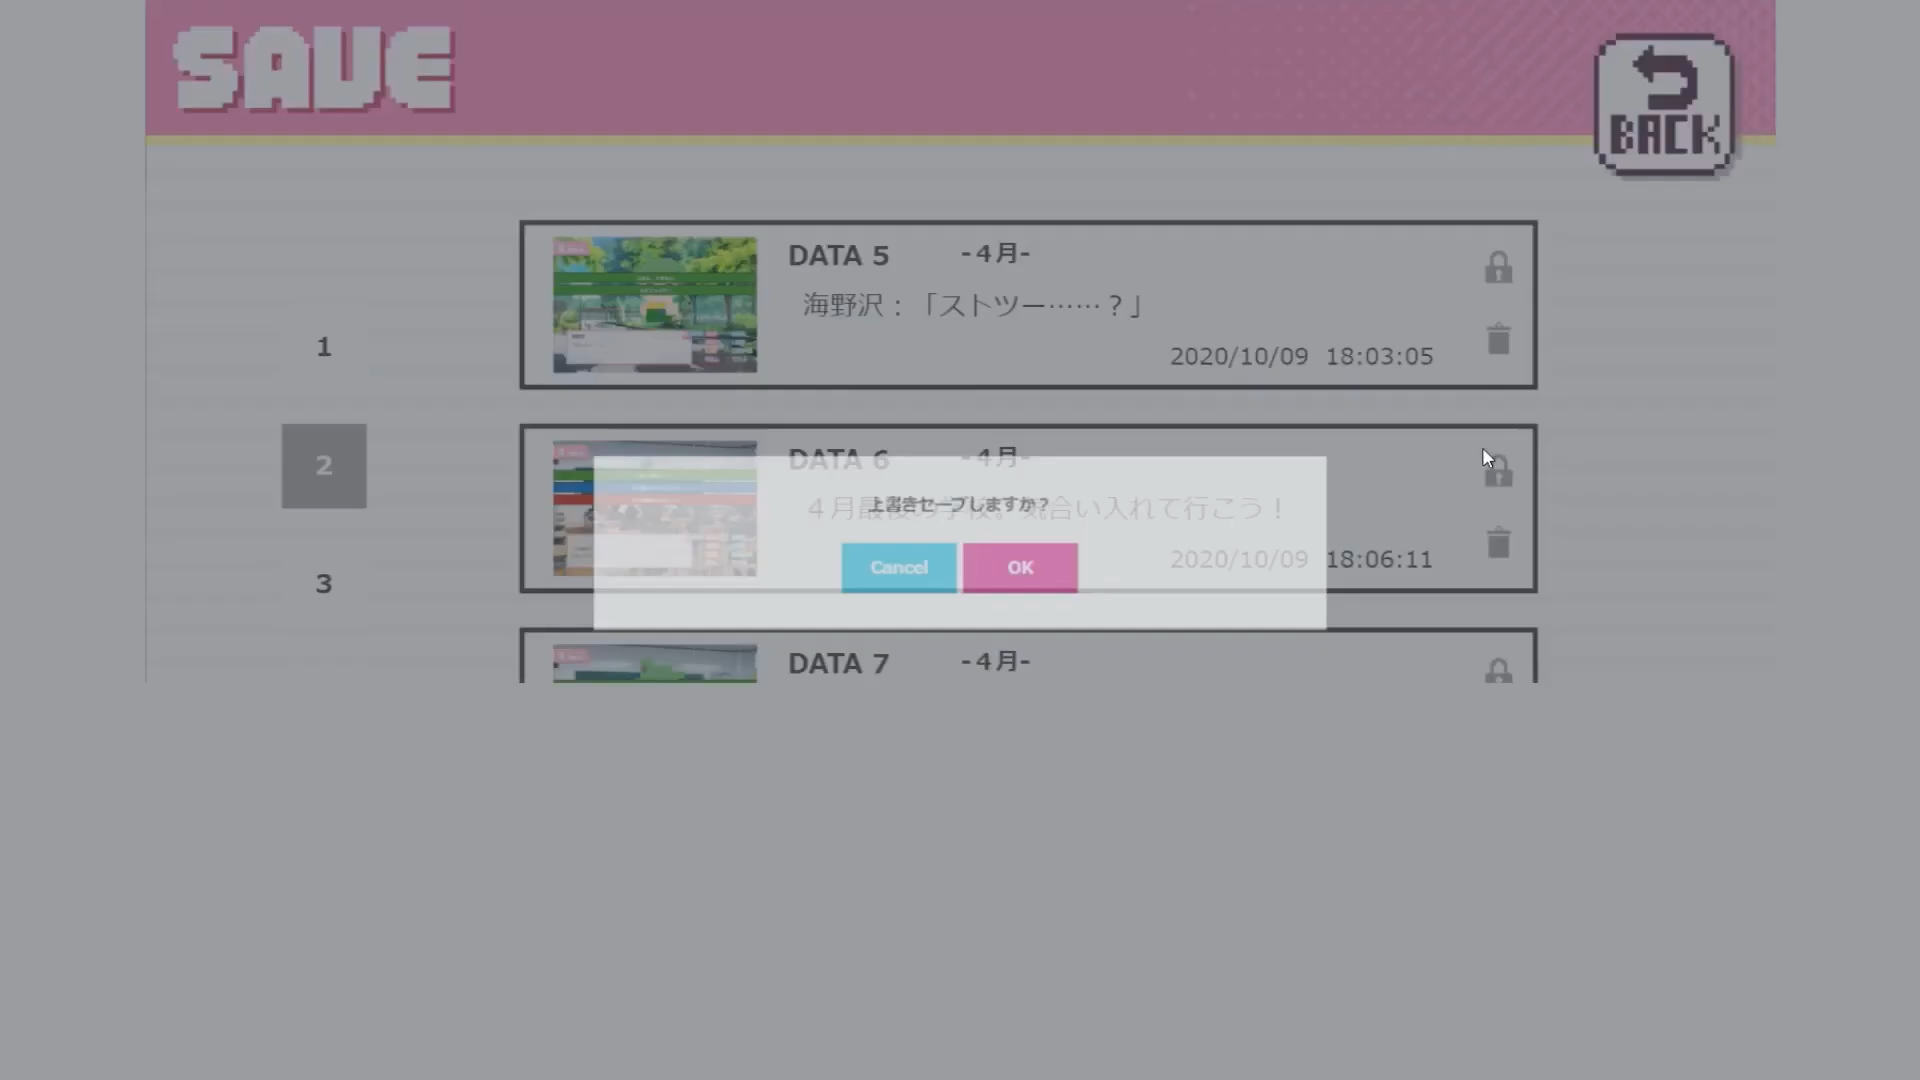 SAVE
BACK
1
2
3
DATA 5 -4月-
海野沢：「ストツー……？」
2020/10/09 18:03:05
DATA 6 -4月-
４月最後の学校。気合い入れて行こう！
2020/10/09 18:06:11
上書きセーブしますか？
Cancel
OK
DATA 7 -4月-